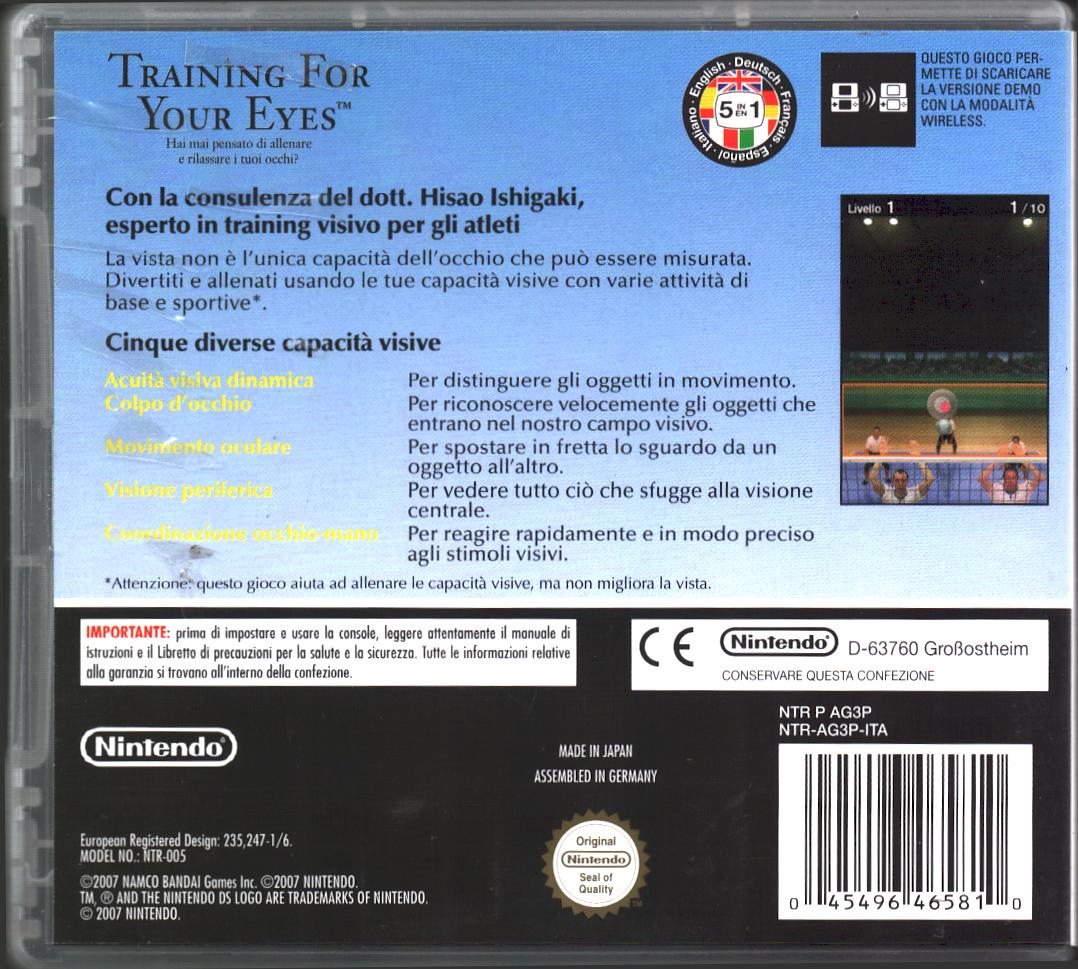 TRAINING FOR
YOUR EYES™
Hai mai pensato di allenare
e rilassare i tuoi occhi?
English · Deutsch · Français · Español · Italiano ·
5 IN EN 1
QUESTO GIOCO PER-
METTE DI SCARICARE
LA VERSIONE DEMO
CON LA MODALITÀ
WIRELESS.
Con la consulenza del dott. Hisao Ishigaki,
esperto in training visivo per gli atleti
La vista non è l'unica capacità dell'occhio che può essere misurata.
Divertiti e allenati usando le tue capacità visive con varie attività di
base e sportive*.
Livello 1 1/10
Cinque diverse capacità visive
Acuità visiva dinamica Per distinguere gli oggetti in movimento.
Colpo d'occhio Per riconoscere velocemente gli oggetti che
entrano nel nostro campo visivo.
Movimento oculare Per spostare in fretta lo sguardo da un
oggetto all'altro.
Visione periferica Per vedere tutto ciò che sfugge alla visione
centrale.
Coordinazione occhio-mano Per reagire rapidamente e in modo preciso
agli stimoli visivi.
*Attenzione: questo gioco aiuta ad allenare le capacità visive, ma non migliora la vista.
IMPORTANTE: prima di impostare e usare la console, leggere attentamente il manuale di
istruzioni e il Libretto di precauzioni per la salute e la sicurezza. Tutte le informazioni relative
alla garanzia si trovano all'interno della confezione.
CE Nintendo® D-63760 Großostheim
CONSERVARE QUESTA CONFEZIONE
NTR P AG3P
NTR-AG3P-ITA
Nintendo®
MADE IN JAPAN
ASSEMBLED IN GERMANY
European Registered Design: 235,247-1/6.
MODEL NO.: NTR-005
©2007 NAMCO BANDAI Games Inc. ©2007 NINTENDO.
TM, ® AND THE NINTENDO DS LOGO ARE TRADEMARKS OF NINTENDO.
© 2007 NINTENDO.
Original
Nintendo®
Seal of
Quality
TM
0 45496 46581 0